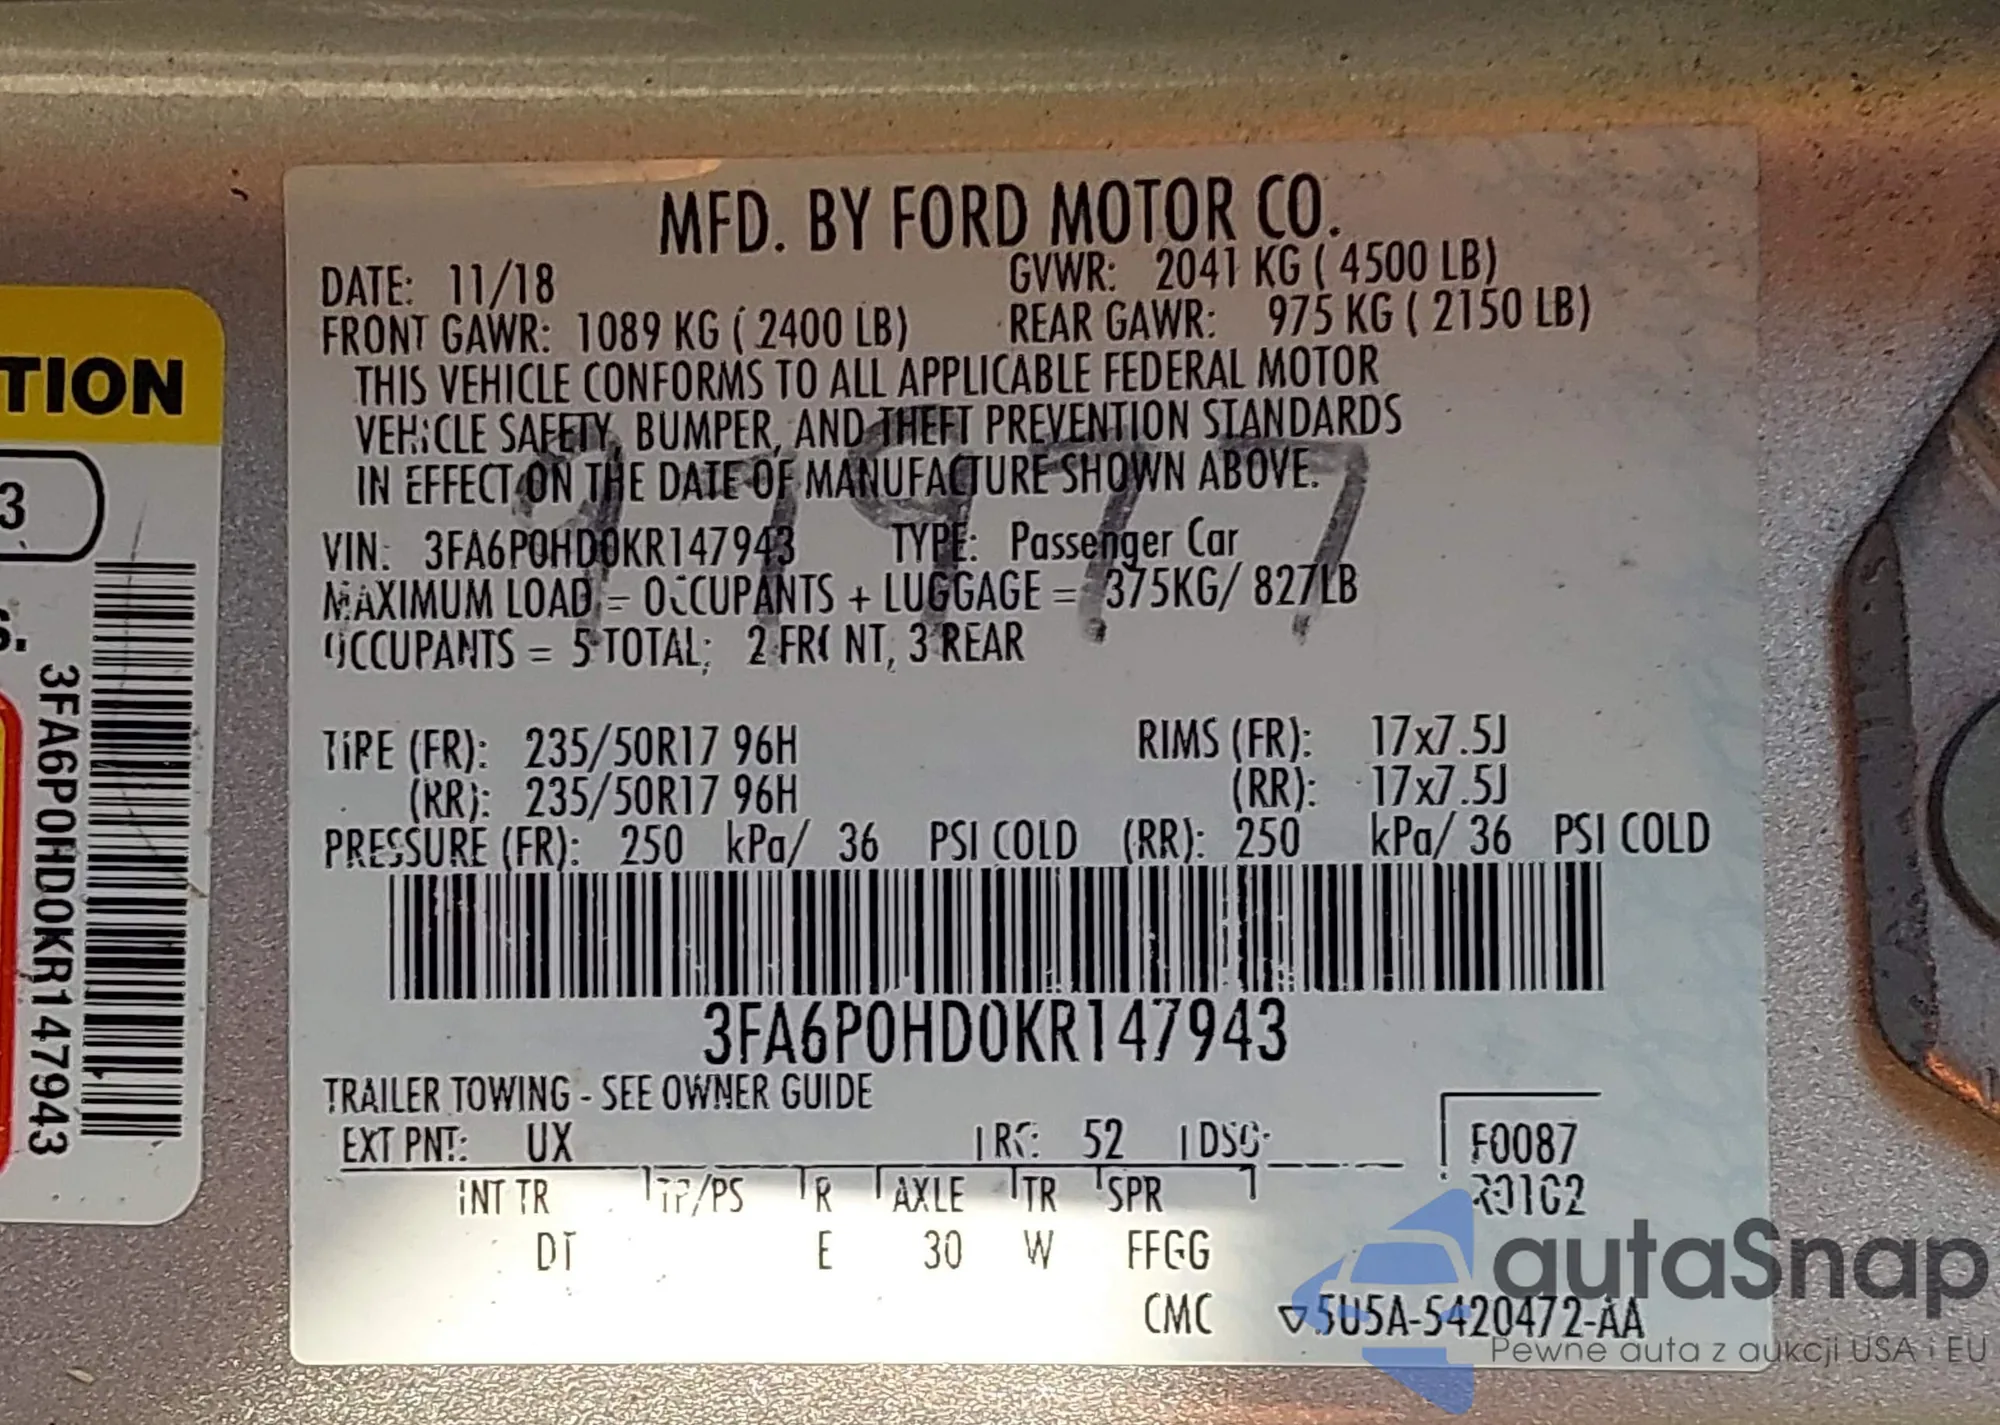 MFD. BY FORD MOTOR CO.
DATE: 11/18 GVWR: 2041 KG ( 4500 LB)
FRONT GAWR: 1089 KG ( 2400 LB) REAR GAWR: 975 KG ( 2150 LB)
THIS VEHICLE CONFORMS TO ALL APPLICABLE FEDERAL MOTOR
VEHICLE SAFETY, BUMPER, AND THEFT PREVENTION STANDARDS
IN EFFECT ON THE DATE OF MANUFACTURE SHOWN ABOVE.
VIN: 3FA6P0HD0KR147943 TYPE: Passenger Car
MAXIMUM LOAD = OCCUPANTS + LUGGAGE = 375KG/ 827LB
OCCUPANTS = 5 TOTAL; 2 FRONT, 3 REAR
TIRE (FR): 235/50R17 96H RIMS (FR): 17x7.5J
(RR): 235/50R17 96H (RR): 17x7.5J
PRESSURE (FR): 250 kPa/ 36 PSI COLD (RR): 250 kPa/ 36 PSI COLD
3FA6P0HD0KR147943
TRAILER TOWING - SEE OWNER GUIDE
EXT PNT: UX RC: 52 DSO: F0087
INT TR TP/PS R AXLE TR SPR
DT E 30 W FFGG
CMC ▽5U5A-5420472-AA
TION
3
S.
3FA6P0HD0KR147943
autaSnap
Pewne auta z aukcji USA i EU